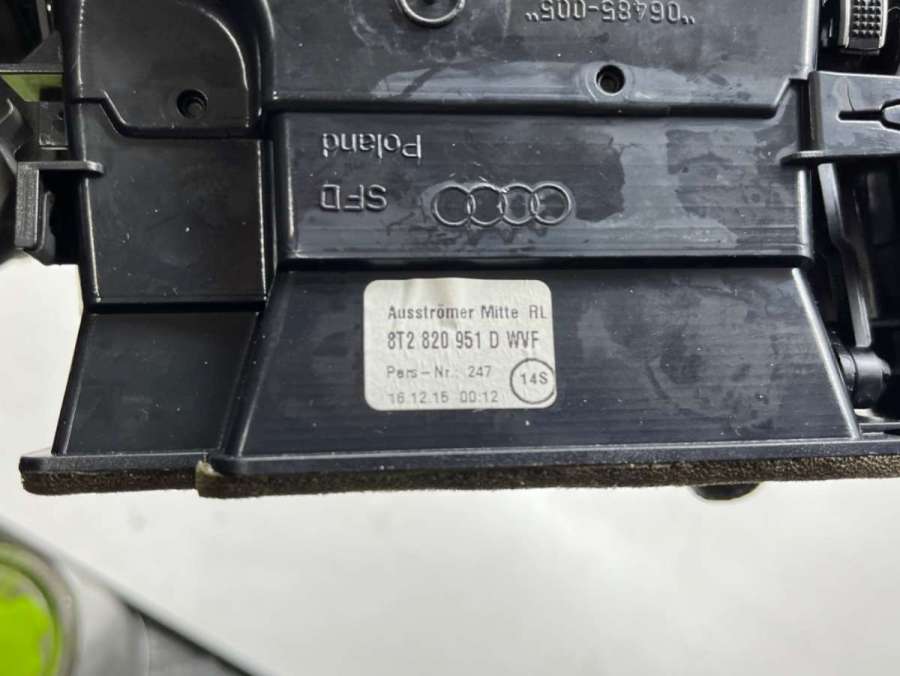 "06485-005"
Poland
SFD
Ausströmer Mitte RL
8T2 820 951 D WVF
Pers-Nr.: 247
14S
16.12.15 00:12